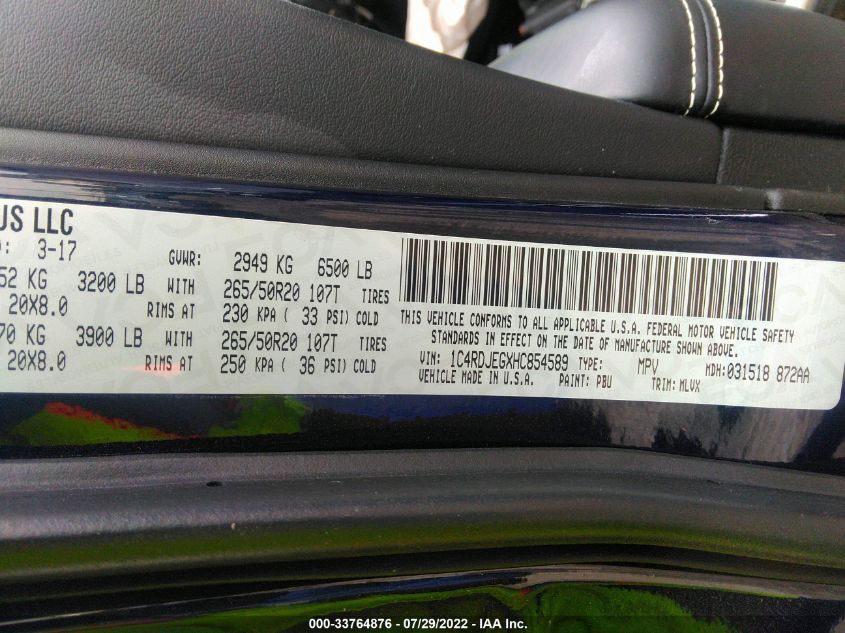 US LLC
3-17 GVWR: 2949 KG 6500 LB
52 KG 3200 LB WITH 265/50R20 107T TIRES
20X8.0 RIMS AT 230 KPA ( 33 PSI) COLD
70 KG 3900 LB WITH 265/50R20 107T TIRES
20X8.0 RIMS AT 250 KPA ( 36 PSI) COLD
THIS VEHICLE CONFORMS TO ALL APPLICABLE U.S.A. FEDERAL MOTOR VEHICLE SAFETY
STANDARDS IN EFFECT ON THE DATE OF MANUFACTURE SHOWN ABOVE.
VIN: 1C4RDJEGXHC854589 TYPE: MPV MDH:031518 872AA
VEHICLE MADE IN U.S.A. PAINT: PBU TRIM: MLVX
000-33764876 - 07/29/2022 - IAA Inc.